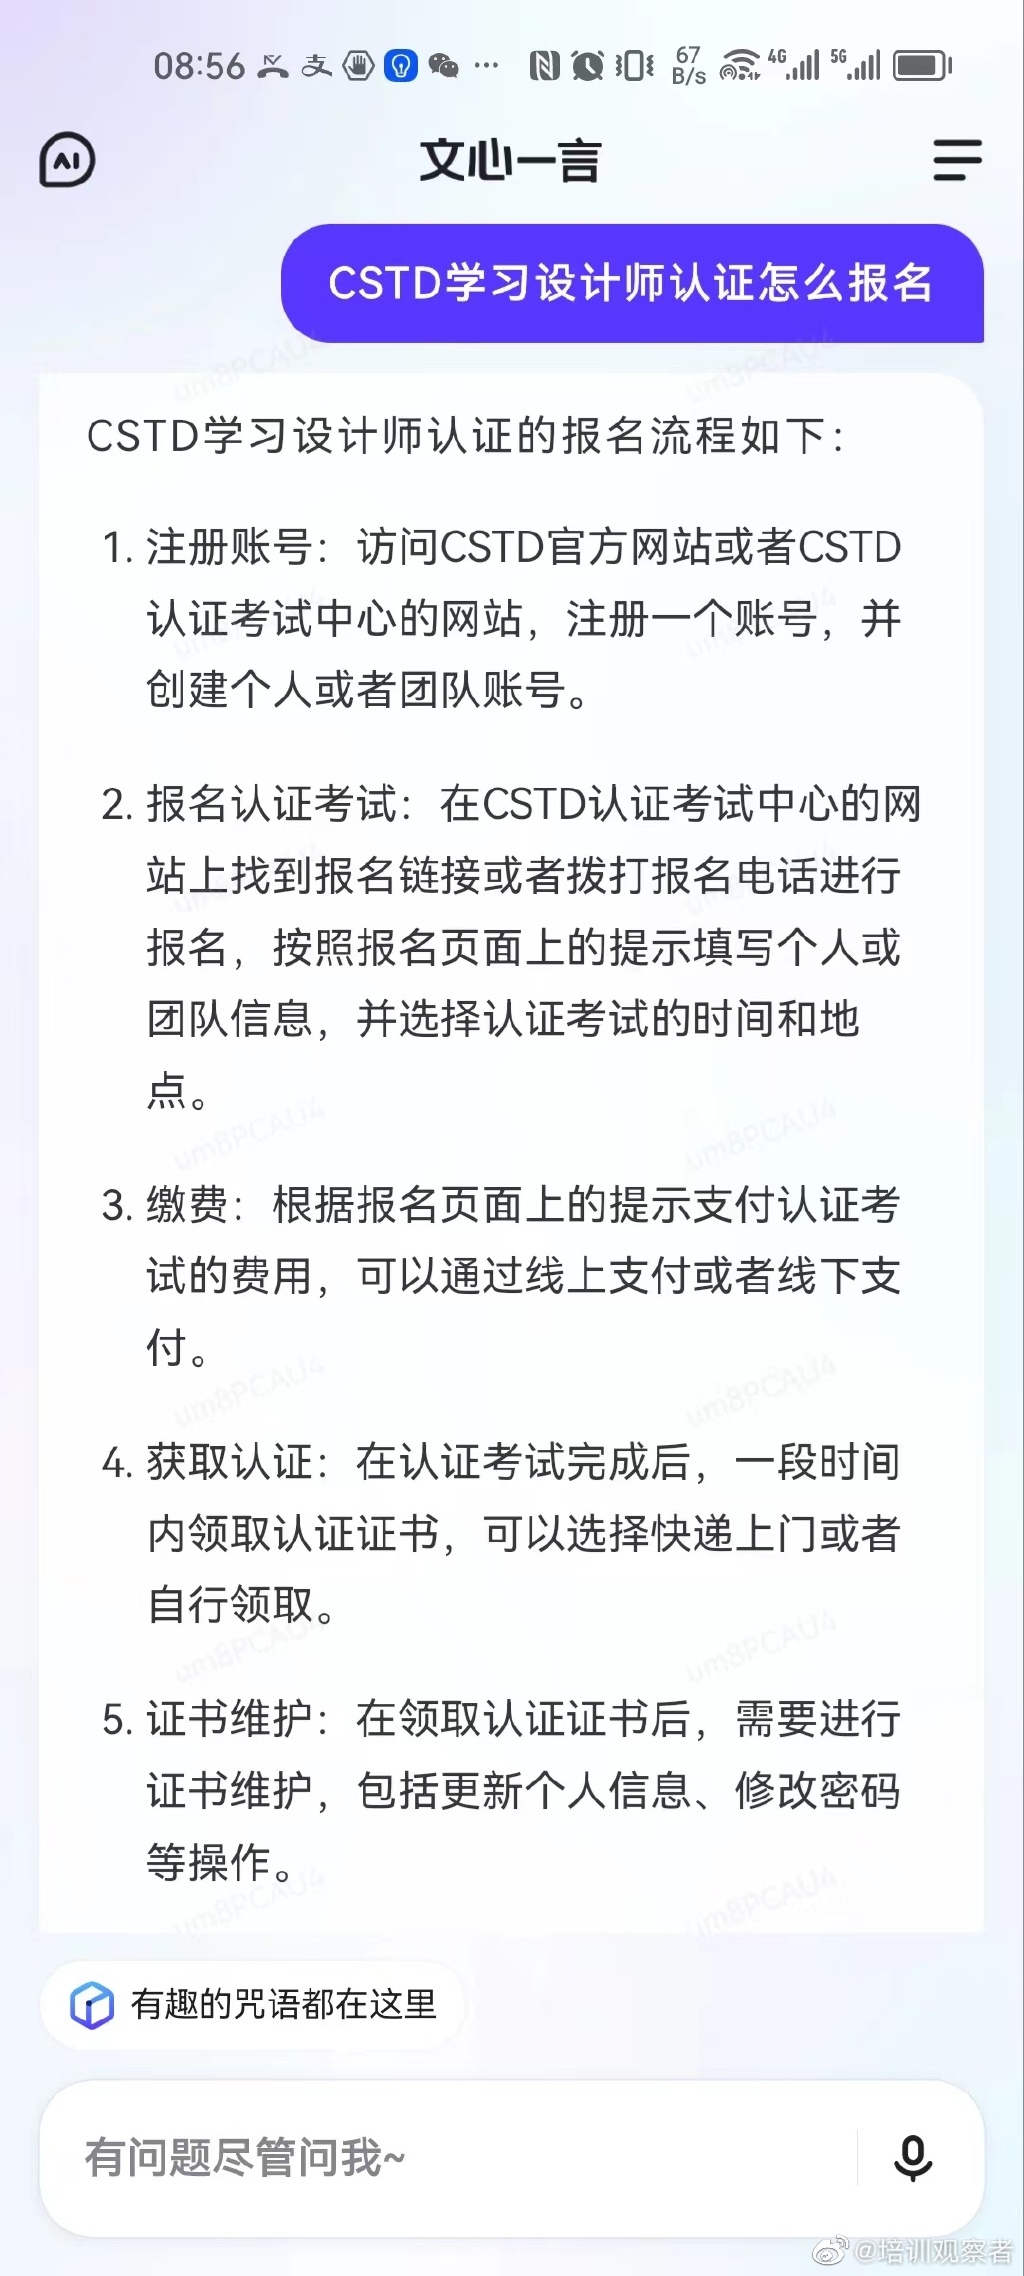 08:56
67 B/s 4G 5G
文心一言
CSTD学习设计师认证怎么报名
CSTD学习设计师认证的报名流程如下：
1. 注册账号：访问CSTD官方网站或者CSTD
认证考试中心的网站，注册一个账号，并
创建个人或者团队账号。
2. 报名认证考试：在CSTD认证考试中心的网
站上找到报名链接或者拨打报名电话进行
报名，按照报名页面上的提示填写个人或
团队信息，并选择认证考试的时间和地
点。
3. 缴费：根据报名页面上的提示支付认证考
试的费用，可以通过线上支付或者线下支
付。
4. 获取认证：在认证考试完成后，一段时间
内领取认证证书，可以选择快递上门或者
自行领取。
5. 证书维护：在领取认证证书后，需要进行
证书维护，包括更新个人信息、修改密码
等操作。
有趣的咒语都在这里
有问题尽管问我~
@培训观察者
um8PCAU4